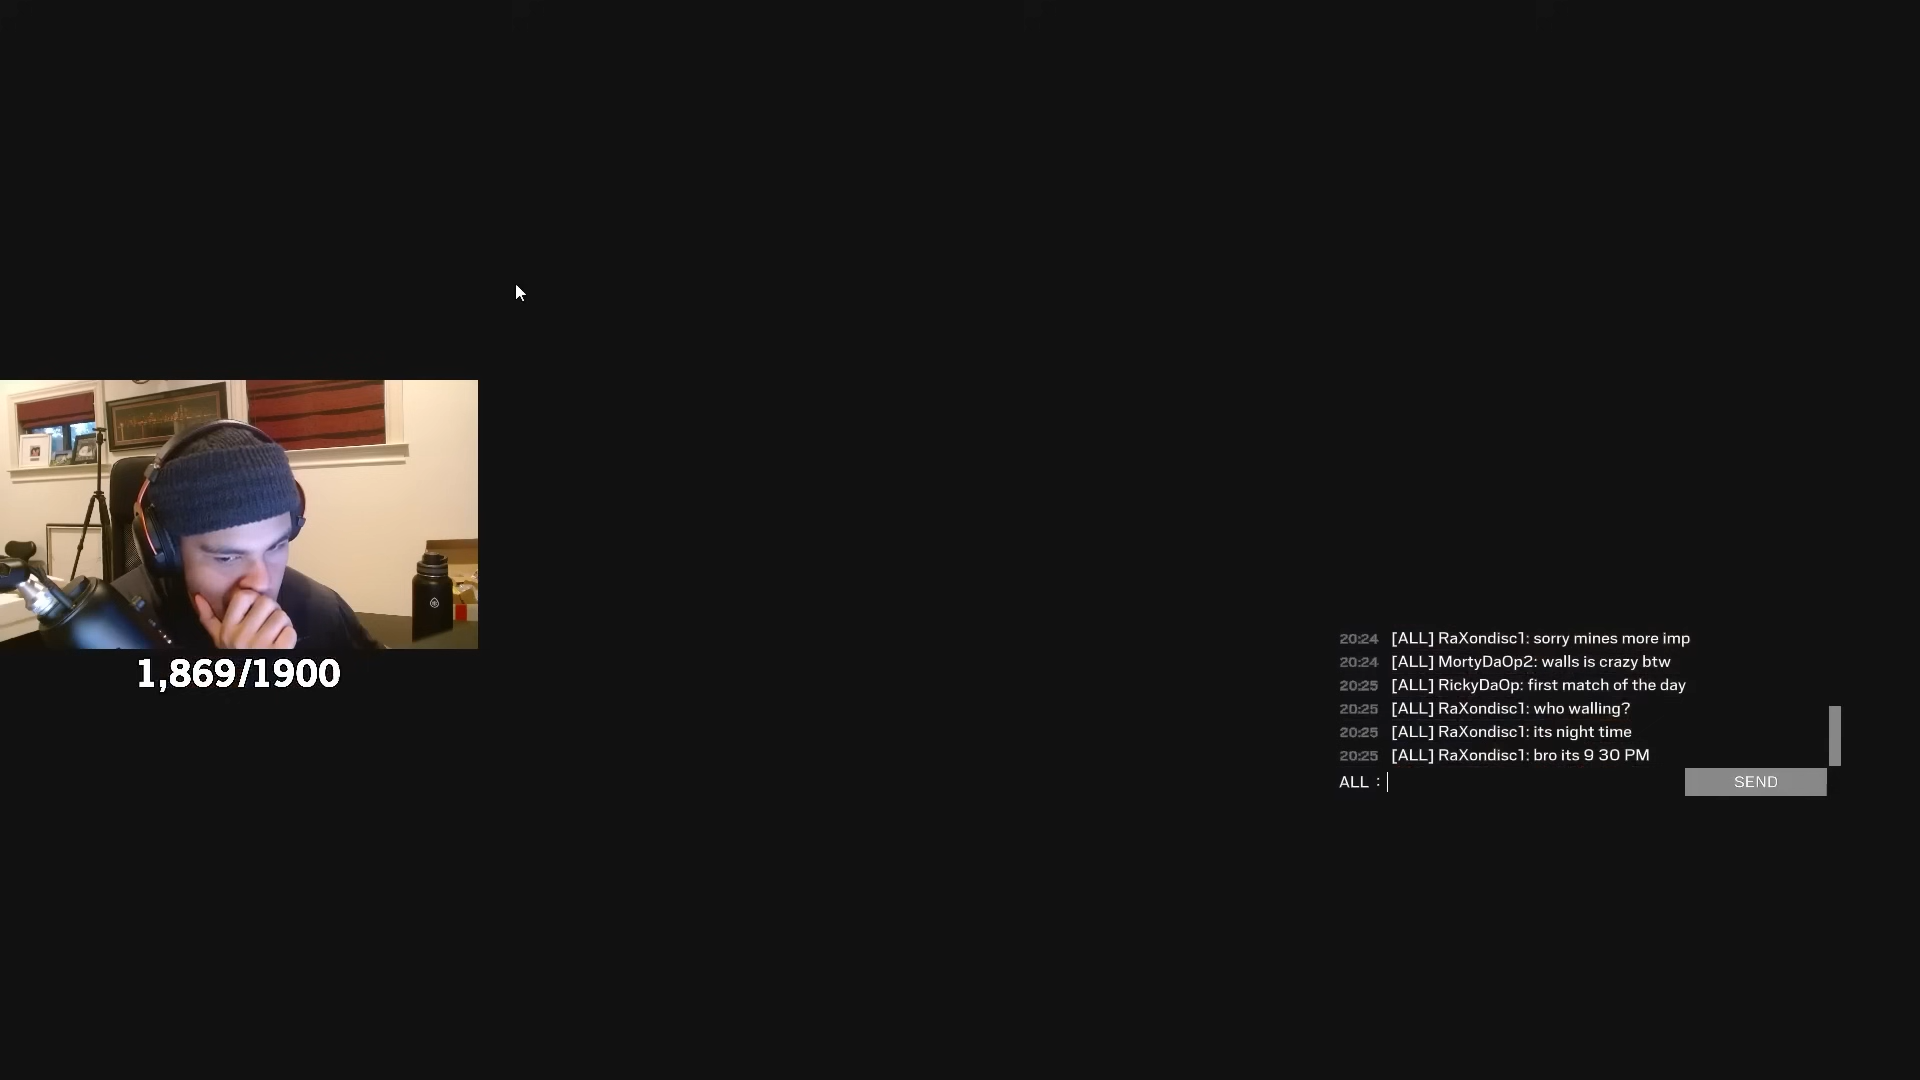 1,869/1900
20:24 [ALL] RaXondisc1: sorry mines more imp
20:24 [ALL] MortyDaOp2: walls is crazy btw
20:25 [ALL] RickyDaOp: first match of the day
20:25 [ALL] RaXondisc1: who walling?
20:25 [ALL] RaXondisc1: its night time
20:25 [ALL] RaXondisc1: bro its 9 30 PM
ALL : SEND